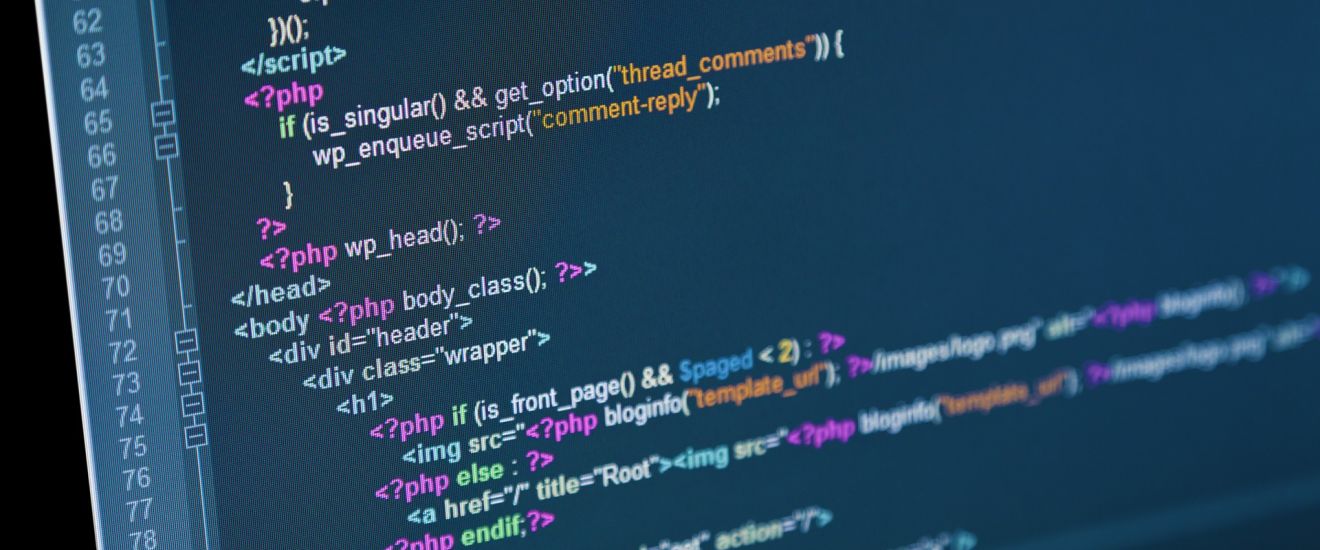 62
63 })();
64 </script>
65 <?php
66 if (is_singular() && get_option("thread_comments")) {
67 wp_enqueue_script("comment-reply");
68 }
69 ?>
70 <?php wp_head(); ?>
71 </head>
72 <body <?php body_class(); ?>>
73 <div id="header">
74 <div class="wrapper">
75 <h1>
76 <?php if (is_front_page() && $paged < 2) : ?>
77 <img src="<?php bloginfo("template_url"); ?>/images/logo.png" alt="<?php bloginfo() ?>" />
78 <?php else : ?>
<a href="/" title="Root"><img src="<?php bloginfo("template_url"); ?>/images/logo.png" alt=
<?php endif;?>
action="/">